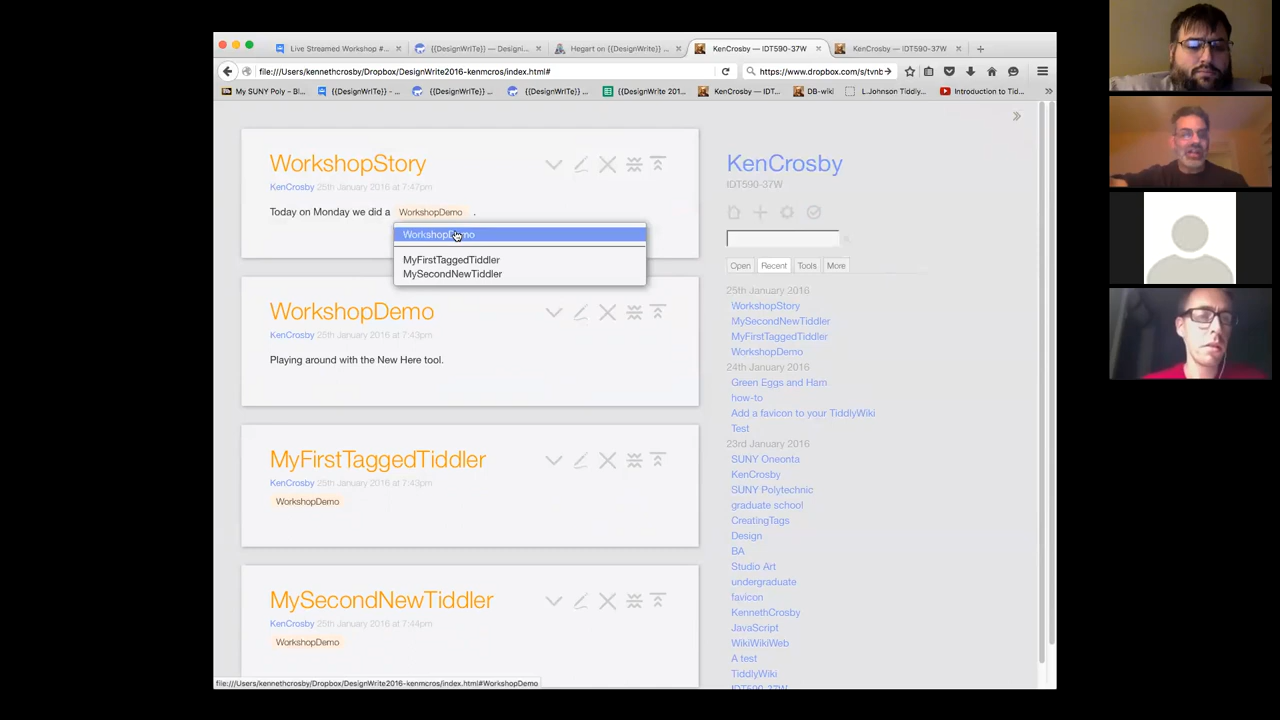 Live Streamed Workshop #...
{{DesignWriTe}} — Designi...
Hegart on {{DesignWriTe}} ...
KenCrosby — IDT590-37W
KenCrosby — IDT590-37W
file:///Users/kennethcrosby/Dropbox/DesignWrite2016-kenmcros/index.html#
https://www.dropbox.com/s/tvnb
My SUNY Poly – Bl...
{{DesignWriTe}} - ...
{{DesignWriTe}} ...
{{DesignWriTe}} ...
{{DesignWrite 201...
KenCrosby — IDT...
DB-wiki
L.Johnson Tiddly...
Introduction to Tid...
WorkshopStory
KenCrosby 25th January 2016 at 7:47pm
Today on Monday we did a WorkshopDemo .
WorkshopDemo
MyFirstTaggedTiddler
MySecondNewTiddler
WorkshopDemo
KenCrosby 25th January 2016 at 7:43pm
Playing around with the New Here tool.
MyFirstTaggedTiddler
KenCrosby 25th January 2016 at 7:43pm
WorkshopDemo
MySecondNewTiddler
KenCrosby 25th January 2016 at 7:44pm
WorkshopDemo
file:///Users/kennethcrosby/Dropbox/DesignWrite2016-kenmcros/index.html#WorkshopDemo
KenCrosby
IDT590-37W
Open Recent Tools More
25th January 2016
WorkshopStory
MySecondNewTiddler
MyFirstTaggedTiddler
WorkshopDemo
24th January 2016
Green Eggs and Ham
how-to
Add a favicon to your TiddlyWiki
Test
23rd January 2016
SUNY Oneonta
KenCrosby
SUNY Polytechnic
graduate school
CreatingTags
Design
BA
Studio Art
undergraduate
favicon
KennethCrosby
JavaScript
WikiWikiWeb
A test
TiddlyWiki
IDT590-37W